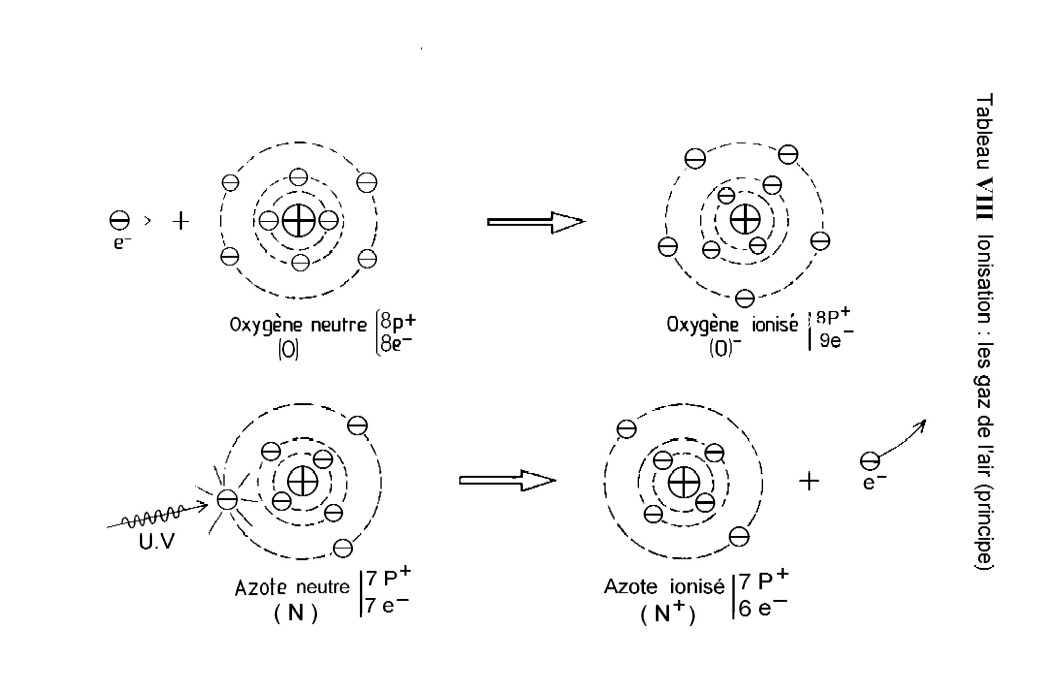 Tableau VIII Ionisation : les gaz de l'air (principe)
e⁻ > +
Oxygène neutre 8p+
(O) 8e⁻
Oxygène ionisé 8P⁺
(O)⁻ 9e⁻
U.V
Azote neutre 7 P⁺
( N ) 7 e⁻
+ e⁻
Azote ionisé 7 P⁺
( N⁺ ) 6 e⁻